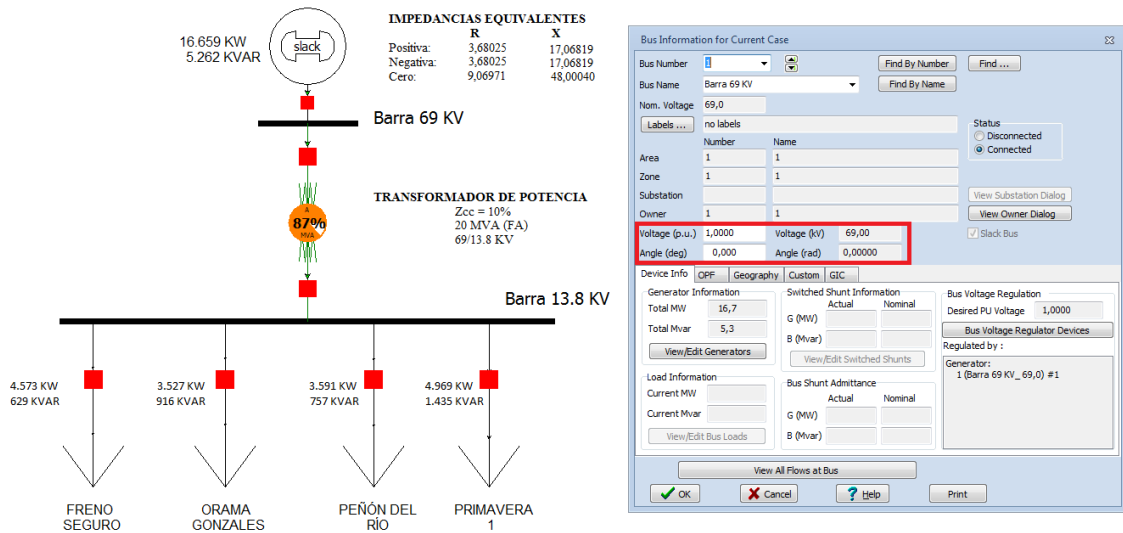 IMPEDANCIAS EQUIVALENTES
R X
Positiva: 3,68025 17,06819
Negativa: 3,68025 17,06819
Cero: 9,06971 48,00040
16.659 KW
5.262 KVAR
slack
Barra 69 KV
TRANSFORMADOR DE POTENCIA
Zcc = 10%
20 MVA (FA)
69/13.8 KV
A
87%
MVA
Barra 13.8 KV
4.573 KW
629 KVAR
3.527 KW
916 KVAR
3.591 KW
757 KVAR
4.969 KW
1.435 KVAR
FRENO
SEGURO
ORAMA
GONZALES
PEÑÓN DEL
RÍO
PRIMAVERA
1
Bus Information for Current Case
Bus Number 1 Find By Number Find ...
Bus Name Barra 69 KV Find By Name
Nom. Voltage 69,0
Labels ... no labels
Status
Disconnected
Connected
Number Name
Area 1 1
Zone 1 1
Substation View Substation Dialog
Owner 1 1 View Owner Dialog
Voltage (p.u.) 1,0000 Voltage (kV) 69,00 Slack Bus
Angle (deg) 0,000 Angle (rad) 0,00000
Device Info OPF Geography Custom GIC
Generator Information
Total MW 16,7
Total Mvar 5,3
View/Edit Generators
Switched Shunt Information
Actual Nominal
G (MW)
B (Mvar)
View/Edit Switched Shunts
Bus Voltage Regulation
Desired PU Voltage 1,0000
Bus Voltage Regulator Devices
Regulated by :
Generator:
1 (Barra 69 KV_ 69,0) #1
Load Information
Current MW
Current Mvar
View/Edit Bus Loads
Bus Shunt Admittance
Actual Nominal
G (MW)
B (Mvar)
View All Flows at Bus
OK Cancel ? Help Print